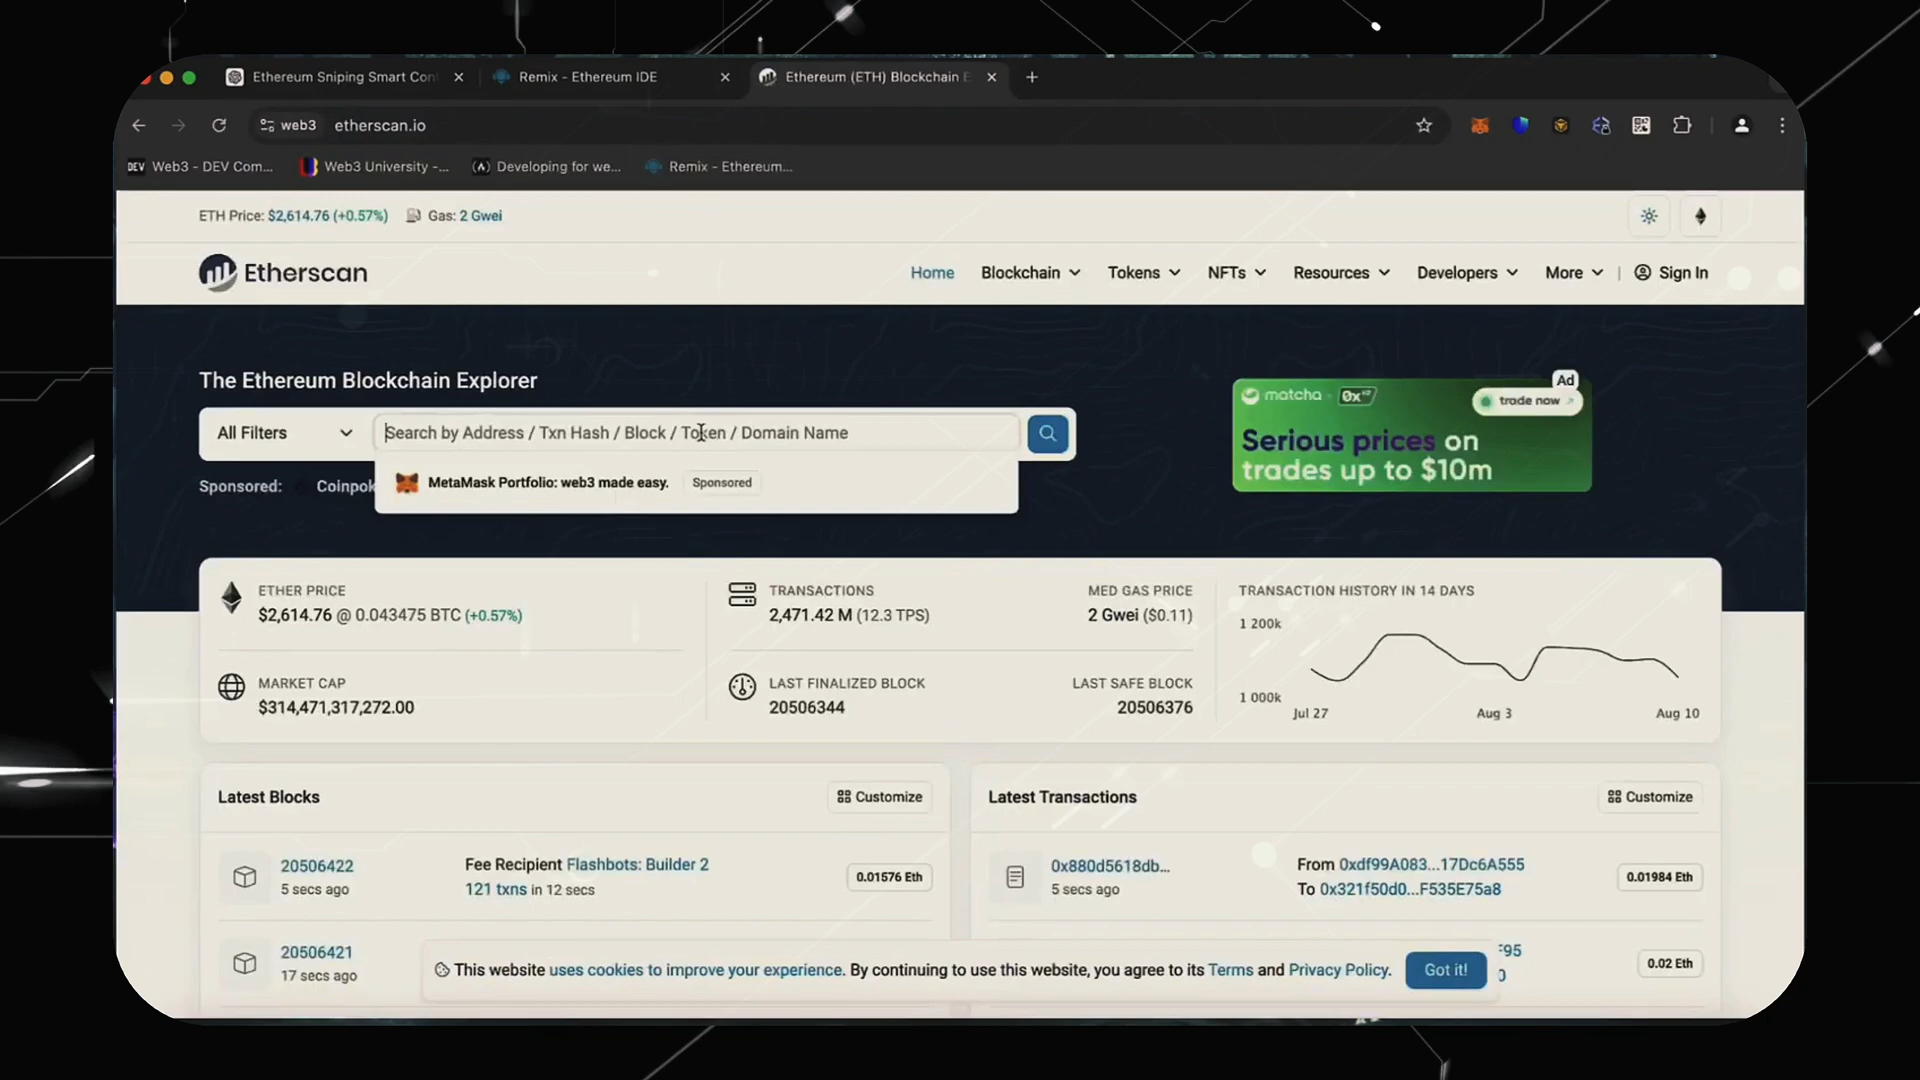 Ethereum Sniping Smart Con
Remix - Ethereum IDE
Ethereum (ETH) Blockchain E
web3
etherscan.io
DEV Web3 - DEV Com...
Web3 University -...
Developing for we...
Remix - Ethereum...
ETH Price: $2,614.76 (+0.57%)
Gas: 2 Gwei
Etherscan
Home
Blockchain
Tokens
NFTs
Resources
Developers
More
|
Sign In
The Ethereum Blockchain Explorer
All Filters
Search by Address / Txn Hash / Block / Token / Domain Name
MetaMask Portfolio: web3 made easy.
Sponsored
Sponsored:
Coinpok
Ad
matcha 0x
trade now
Serious prices on
trades up to $10m
ETHER PRICE
$2,614.76 @ 0.043475 BTC (+0.57%)
MARKET CAP
$314,471,317,272.00
TRANSACTIONS
2,471.42 M (12.3 TPS)
MED GAS PRICE
2 Gwei ($0.11)
LAST FINALIZED BLOCK
20506344
LAST SAFE BLOCK
20506376
TRANSACTION HISTORY IN 14 DAYS
1 200k
1 000k
Jul 27
Aug 3
Aug 10
Latest Blocks
Customize
20506422
5 secs ago
Fee Recipient Flashbots: Builder 2
121 txns in 12 secs
0.01576 Eth
20506421
17 secs ago
Latest Transactions
Customize
0x880d5618db...
5 secs ago
From 0xdf99A083...17Dc6A555
To 0x321f50d0...F535E75a8
0.01984 Eth
F95
0
0.02 Eth
This website uses cookies to improve your experience. By continuing to use this website, you agree to its Terms and Privacy Policy.
Got it!